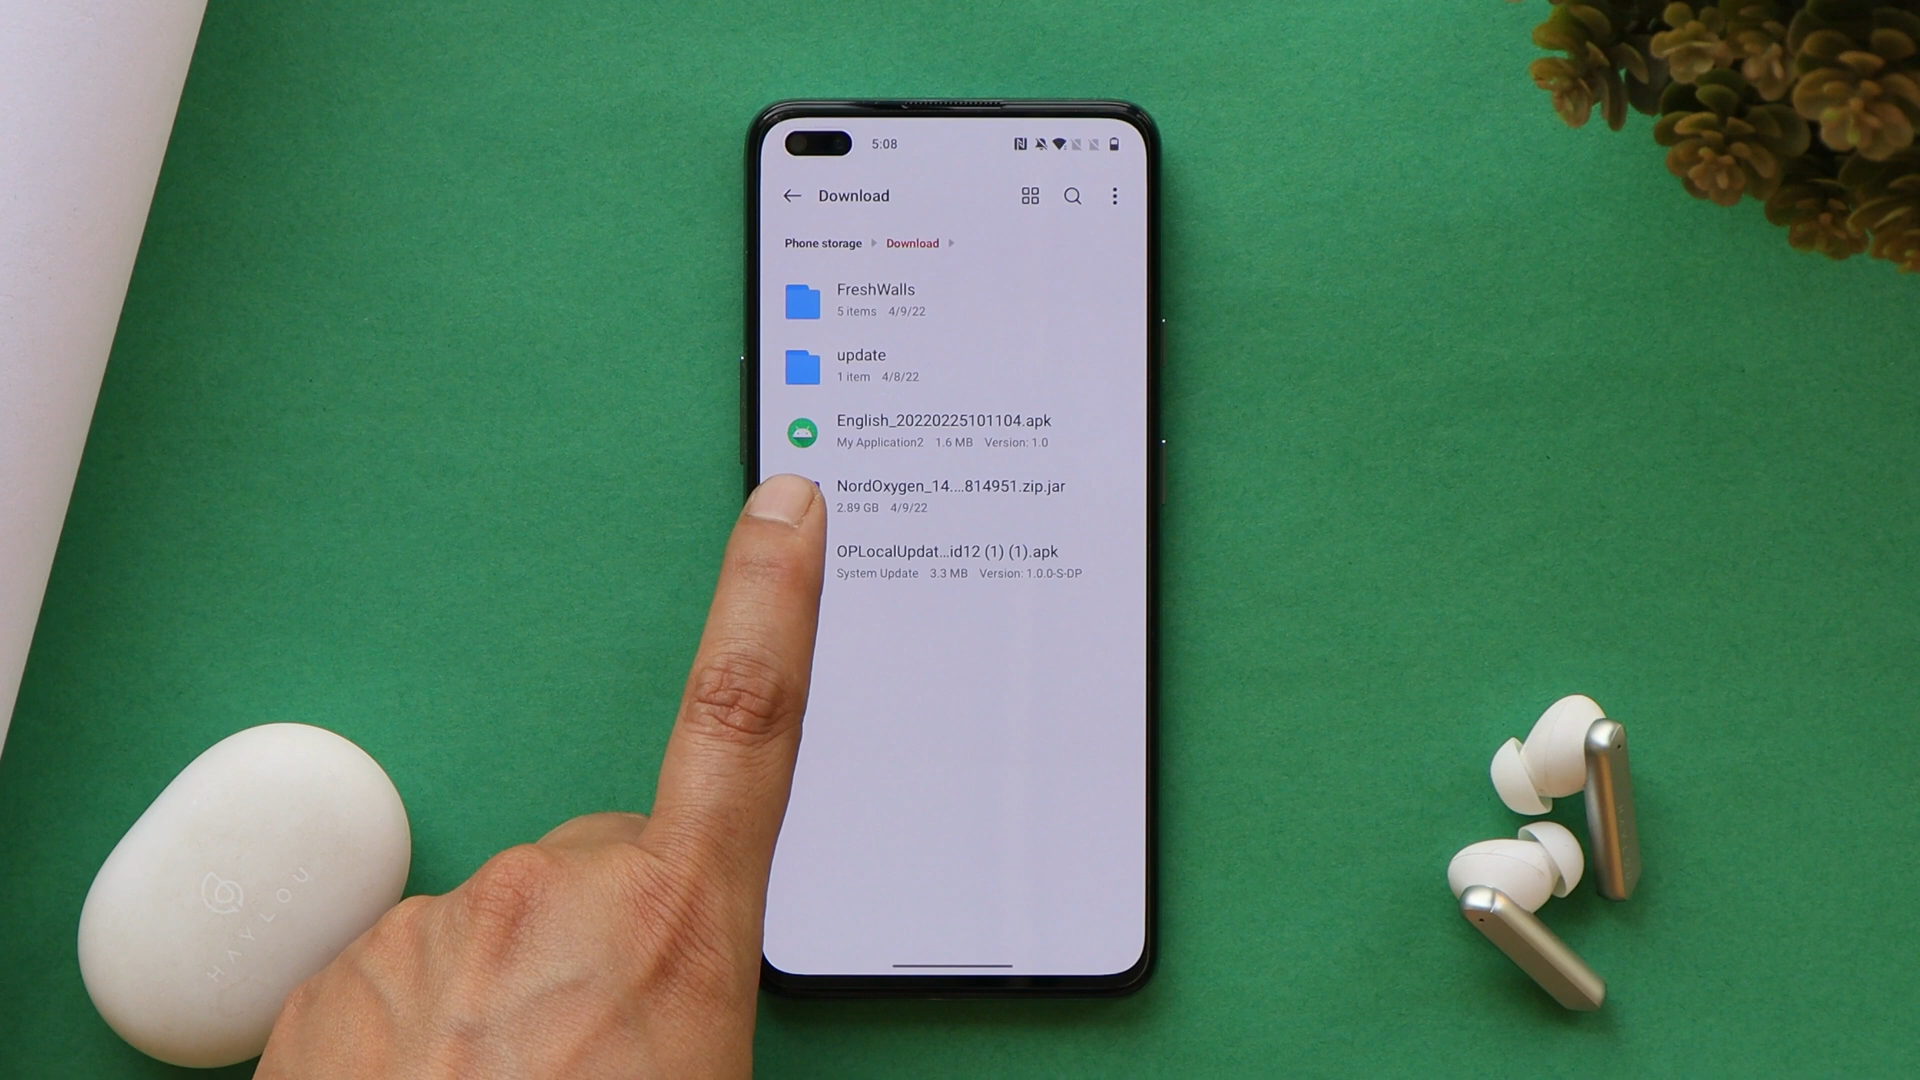 5:08
Download
Phone storage Download
FreshWalls
5 items 4/9/22
update
1 item 4/8/22
English_20220225101104.apk
My Application2 1.6 MB Version: 1.0
NordOxygen_14....814951.zip.jar
2.89 GB 4/9/22
OPLocalUpdat...id12 (1) (1).apk
System Update 3.3 MB Version: 1.0.0-S-DP
HAYLOU